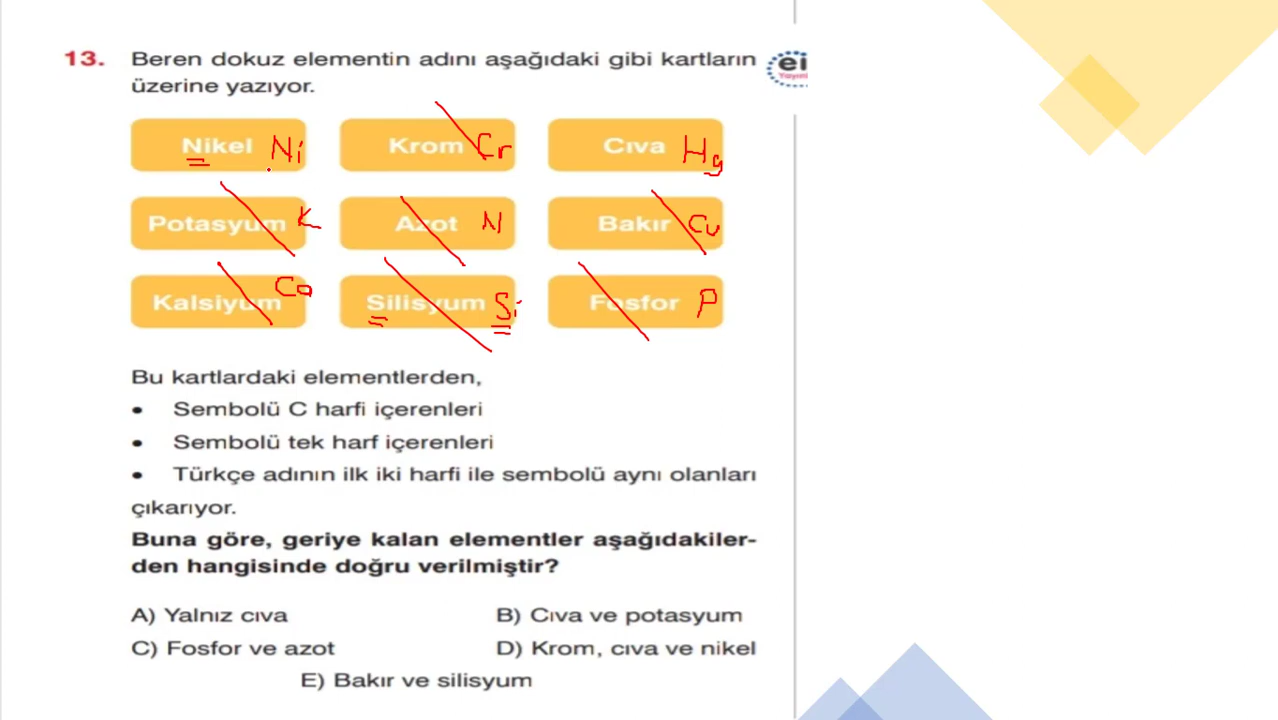 13. Beren dokuz elementin adını aşağıdaki gibi kartların
üzerine yazıyor.
ei
Yayınl
Nikel Ni Krom Cr Cıva Hg
Potasyum K Azot N Bakır Cu
Kalsiyum Ca Silisyum Si Fosfor P
Bu kartlardaki elementlerden,
• Sembolü C harfi içerenleri
• Sembolü tek harf içerenleri
• Türkçe adının ilk iki harfi ile sembolü aynı olanları
çıkarıyor.
Buna göre, geriye kalan elementler aşağıdakiler-
den hangisinde doğru verilmiştir?
A) Yalnız cıva B) Cıva ve potasyum
C) Fosfor ve azot D) Krom, cıva ve nikel
E) Bakır ve silisyum